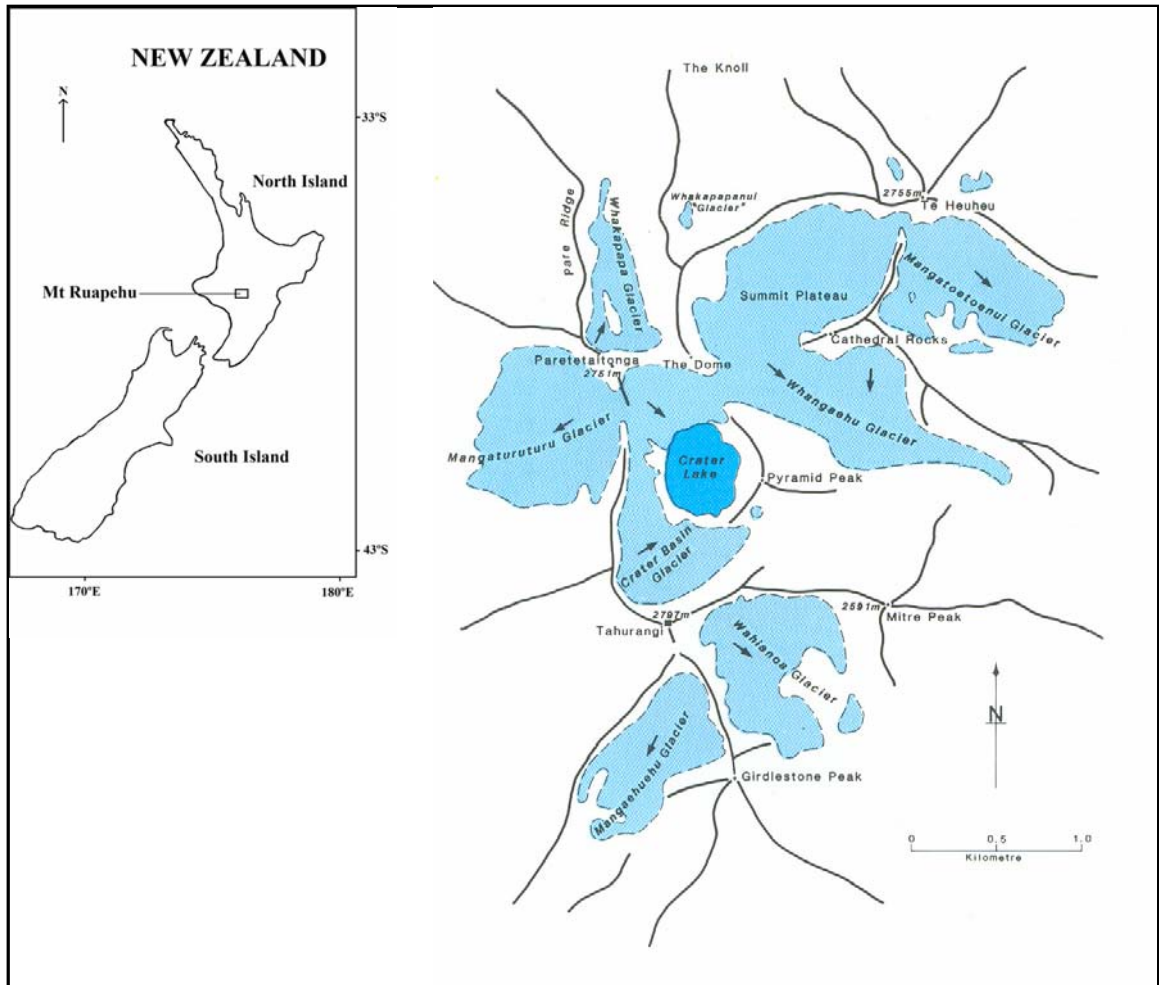 NEW ZEALAND
N
33°S
North Island
Mt Ruapehu
South Island
43°S
170°E
180°E
The Knoll
Whakapapanui
"Glacier"
2755m
Te Heuheu
Pare Ridge
Whakapapa Glacier
Summit Plateau
Mangatoetoenui Glacier
Cathedral Rocks
Paretetaitonga
2751m
The Dome
Whangaehu Glacier
Mangaturuturu Glacier
Crater
Lake
Pyramid Peak
Crater Basin
Glacier
2797m
Tahurangi
2591m
Mitre Peak
Wahianoa Glacier
N
Mangaehuehu Glacier
Girdlestone Peak
0 0.5 1.0
Kilometre